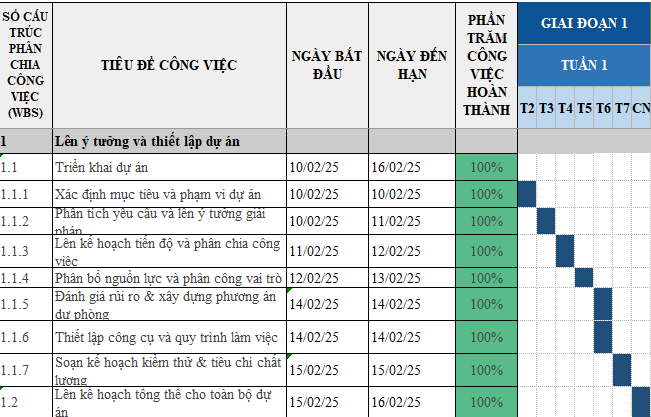 SỐ CẤU
TRÚC
PHÂN
CHIA
CÔNG
VIỆC
(WBS)
TIÊU ĐỀ CÔNG VIỆC
NGÀY BẮT
ĐẦU
NGÀY ĐẾN
HẠN
PHẦN
TRĂM
CÔNG
VIỆC
HOÀN
THÀNH
GIAI ĐOẠN 1
TUẦN 1
T2 T3 T4 T5 T6 T7 CN
1 Lên ý tưởng và thiết lập dự án
1.1 Triển khai dự án 10/02/25 16/02/25 100%
1.1.1 Xác định mục tiêu và phạm vi dự án 10/02/25 10/02/25 100%
1.1.2 Phân tích yêu cầu và lên ý tưởng giải
pháp 10/02/25 11/02/25 100%
1.1.3 Lên kế hoạch tiến độ và phân chia công
việc 11/02/25 12/02/25 100%
1.1.4 Phân bổ nguồn lực và phân công vai trò 12/02/25 13/02/25 100%
1.1.5 Đánh giá rủi ro & xây dựng phương án
dự phòng 14/02/25 14/02/25 100%
1.1.6 Thiết lập công cụ và quy trình làm việc 14/02/25 14/02/25 100%
1.1.7 Soạn kế hoạch kiểm thử & tiêu chí chất
lượng 15/02/25 15/02/25 100%
1.2 Lên kế hoạch tổng thể cho toàn bộ dự
án 15/02/25 16/02/25 100%